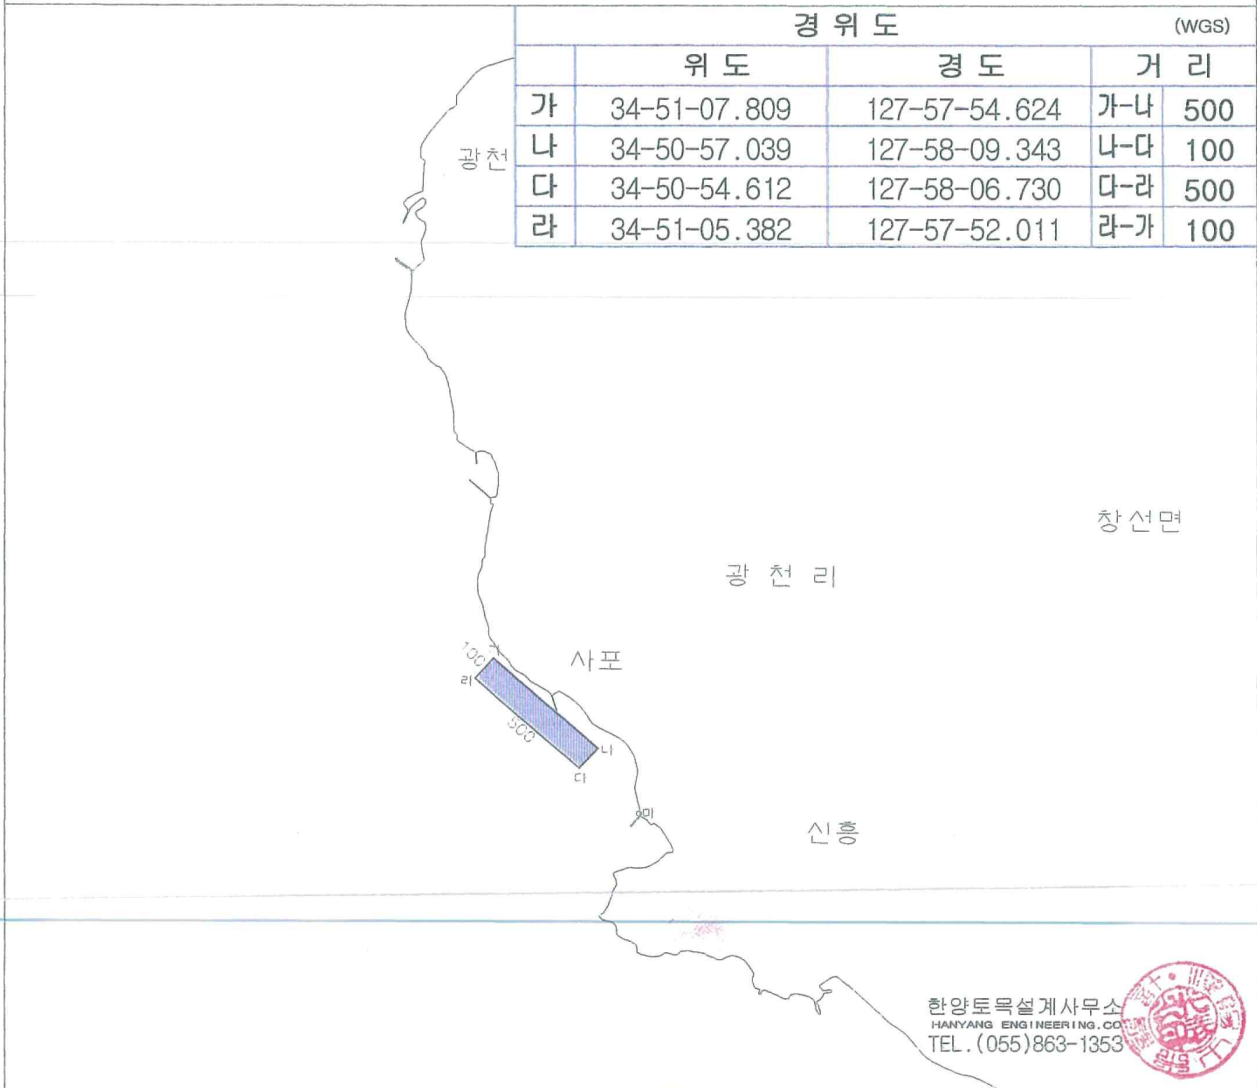 경 위 도 (WGS)
위 도 경 도 거 리
가 34-51-07.809 127-57-54.624 가-나 500
나 34-50-57.039 127-58-09.343 나-다 100
다 34-50-54.612 127-58-06.730 다-라 500
라 34-51-05.382 127-57-52.011 라-가 100
광천
창선면
광 천 리
사포
100
라
500
나
다
신흥
한양토목설계사무소
HANYANG ENGINEERING.CO
TEL.(055)863-1353